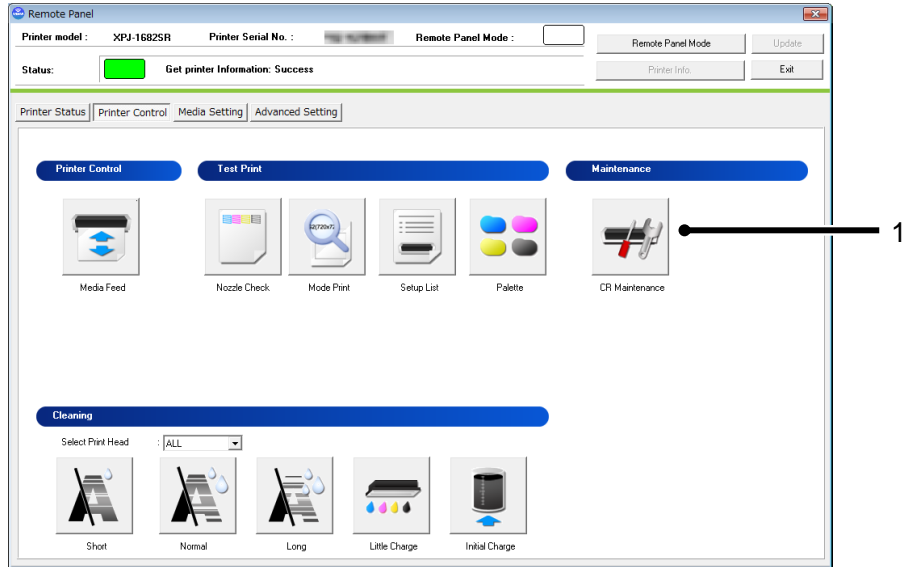 Remote Panel
Printer model : XPJ-1682SR Printer Serial No. : Remote Panel Mode :
Remote Panel Mode Update
Status: Get printer Information: Success
Printer Info. Exit
Printer Status Printer Control Media Setting Advanced Setting
Printer Control Test Print Maintenance
1
Media Feed Nozzle Check Mode Print Setup List Palette CR Maintenance
Cleaning
Select Print Head : ALL
Short Normal Long Little Charge Initial Charge